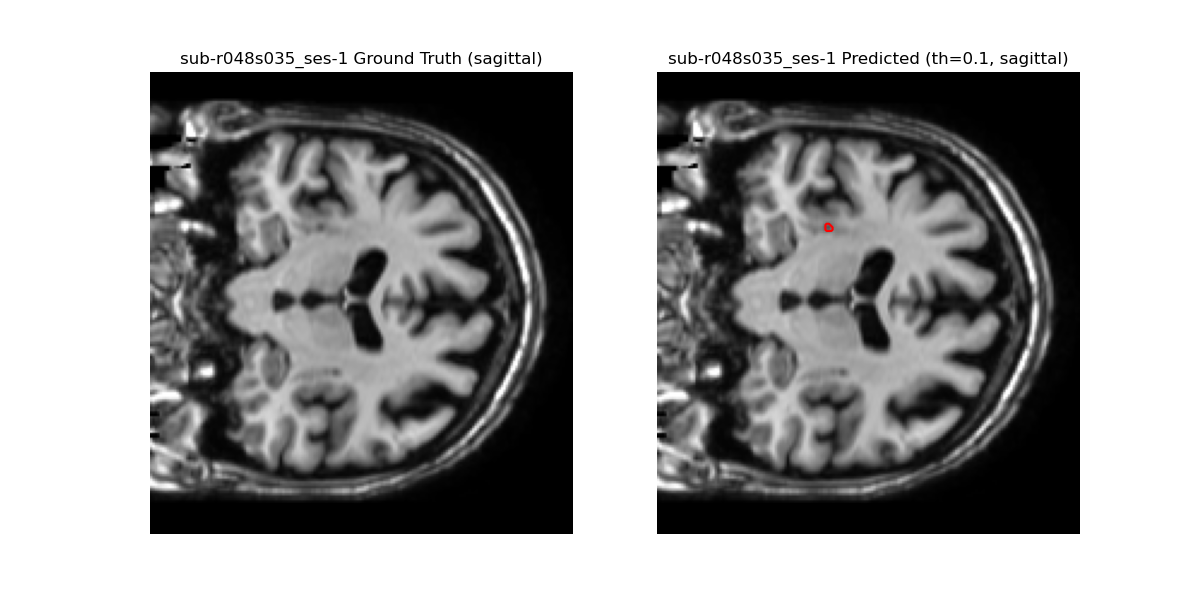 sub-r048s035_ses-1 Ground Truth (sagittal)
sub-r048s035_ses-1 Predicted (th=0.1, sagittal)